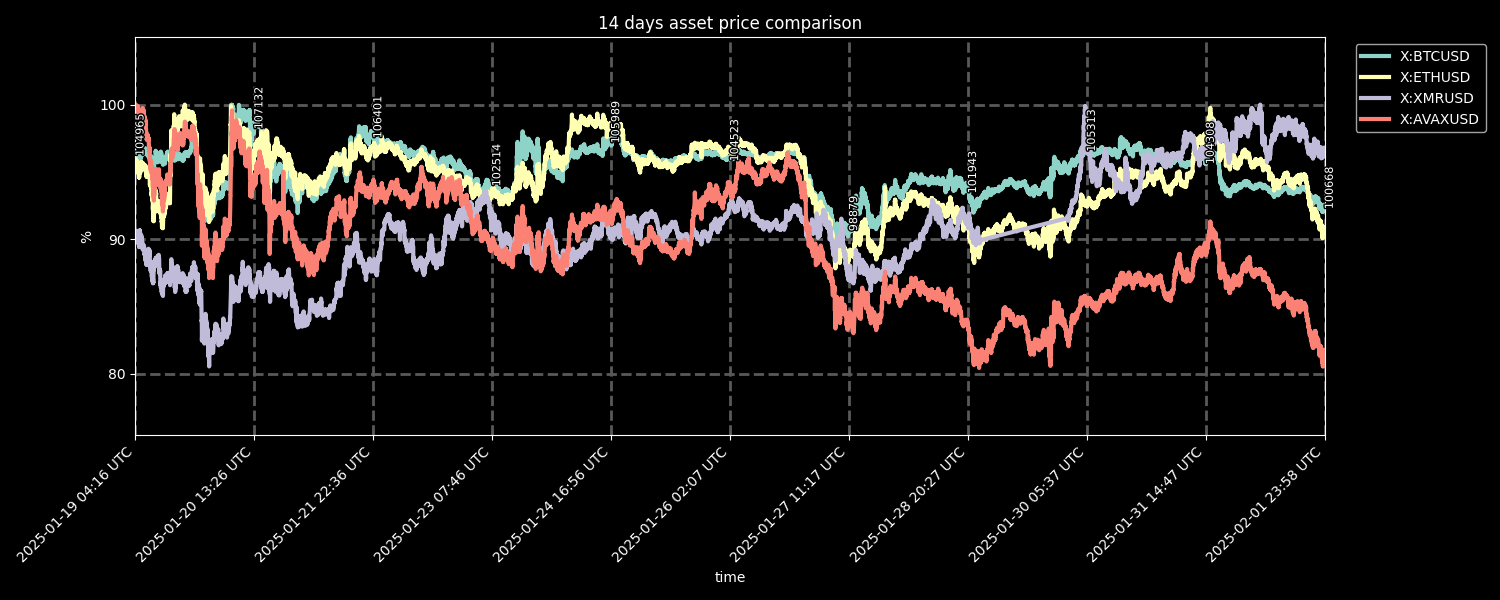 14 days asset price comparison
X:BTCUSD
X:ETHUSD
X:XMRUSD
X:AVAXUSD
100
90
80
%
104965
107132
106401
102514
105989
104523
98879
101943
105313
104308
100668
2025-01-19 04:16 UTC
2025-01-20 13:26 UTC
2025-01-21 22:36 UTC
2025-01-23 07:46 UTC
2025-01-24 16:56 UTC
2025-01-26 02:07 UTC
2025-01-27 11:17 UTC
2025-01-28 20:27 UTC
2025-01-30 05:37 UTC
2025-01-31 14:47 UTC
2025-02-01 23:58 UTC
time